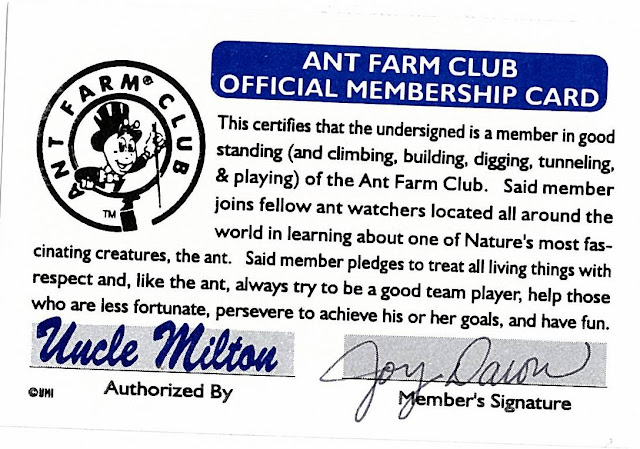 ANT FARM CLUB
OFFICIAL MEMBERSHIP CARD
ANT FARM® CLUB
TM
This certifies that the undersigned is a member in good
standing (and climbing, building, digging, tunneling,
& playing) of the Ant Farm Club. Said member
joins fellow ant watchers located all around the
world in learning about one of Nature's most fas-
cinating creatures, the ant. Said member pledges to treat all living things with
respect and, like the ant, always try to be a good team player, help those
who are less fortunate, persevere to achieve his or her goals, and have fun.
Uncle Milton
Joy
©UMI
Authorized By
Member's Signature